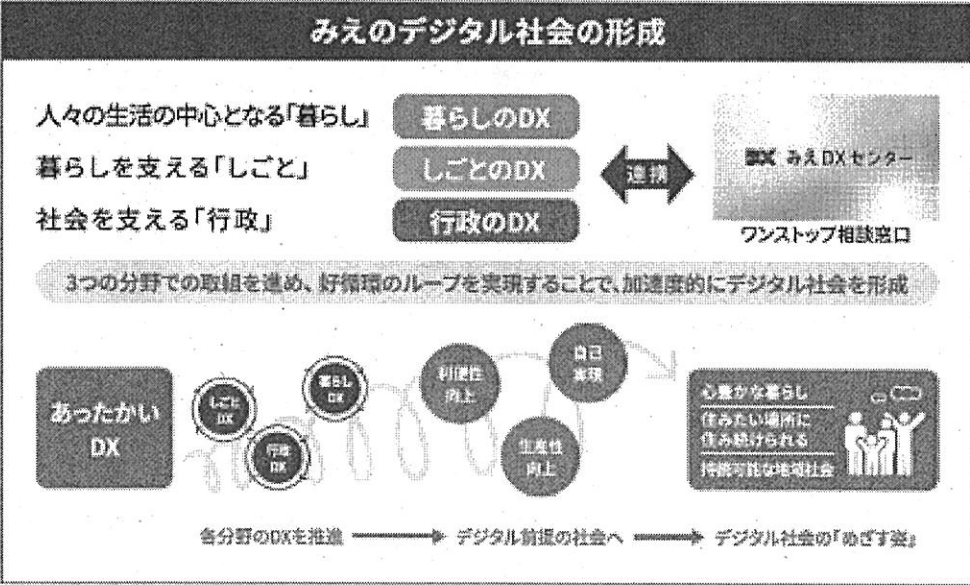 みえのデジタル社会の形成
人々の生活の中心となる「暮らし」
暮らしのDX
暮らしを支える「しごと」
しごとのDX
社会を支える「行政」
行政のDX
連携
DX みえDXセンター
ワンストップ相談窓口
3つの分野での取組を進め、好循環のループを実現することで、加速度的にデジタル社会を形成
あったかい
DX
しごと
DX
行政
DX
暮らし
DX
利便性
向上
生産性
向上
自己
実現
心豊かな暮らし
住みたい場所に
住み続けられる
持続可能な地域社会
各分野のDXを推進
デジタル前提の社会へ
デジタル社会の「めざす姿」